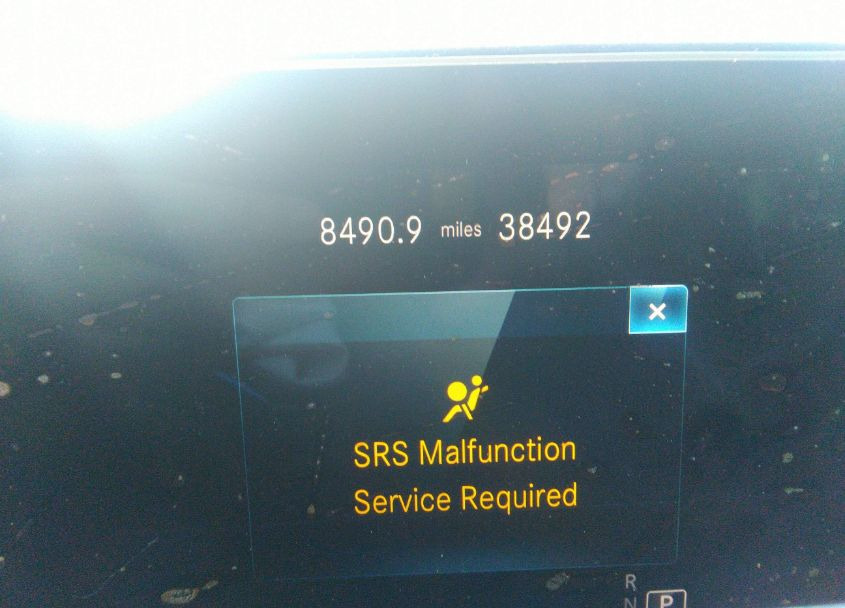 8490.9 miles 38492
×
SRS Malfunction
Service Required
R
N P